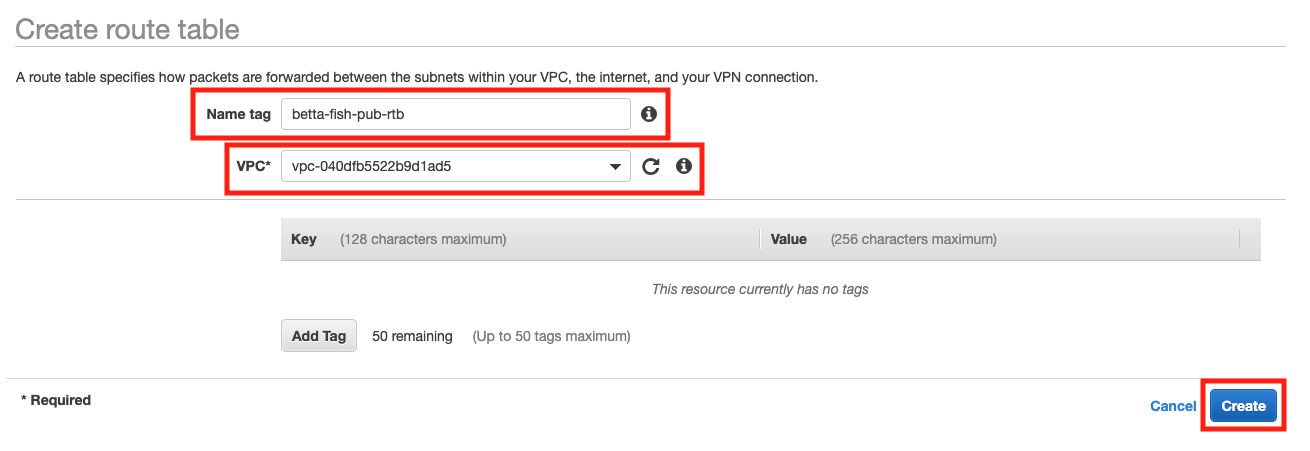 Create route table
A route table specifies how packets are forwarded between the subnets within your VPC, the internet, and your VPN connection.
Name tag betta-fish-pub-rtb
VPC* vpc-040dfb5522b9d1ad5
Key (128 characters maximum) Value (256 characters maximum)
This resource currently has no tags
Add Tag 50 remaining (Up to 50 tags maximum)
* Required
Cancel Create